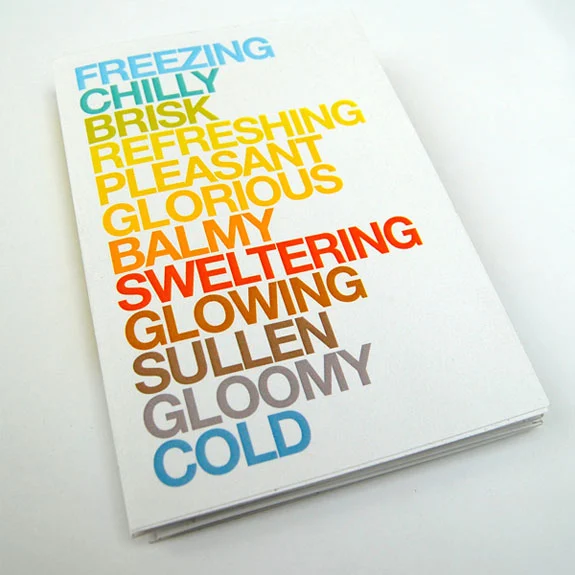 FREEZING
CHILLY
BRISK
REFRESHING
PLEASANT
GLORIOUS
BALMY
SWELTERING
GLOWING
SULLEN
GLOOMY
COLD